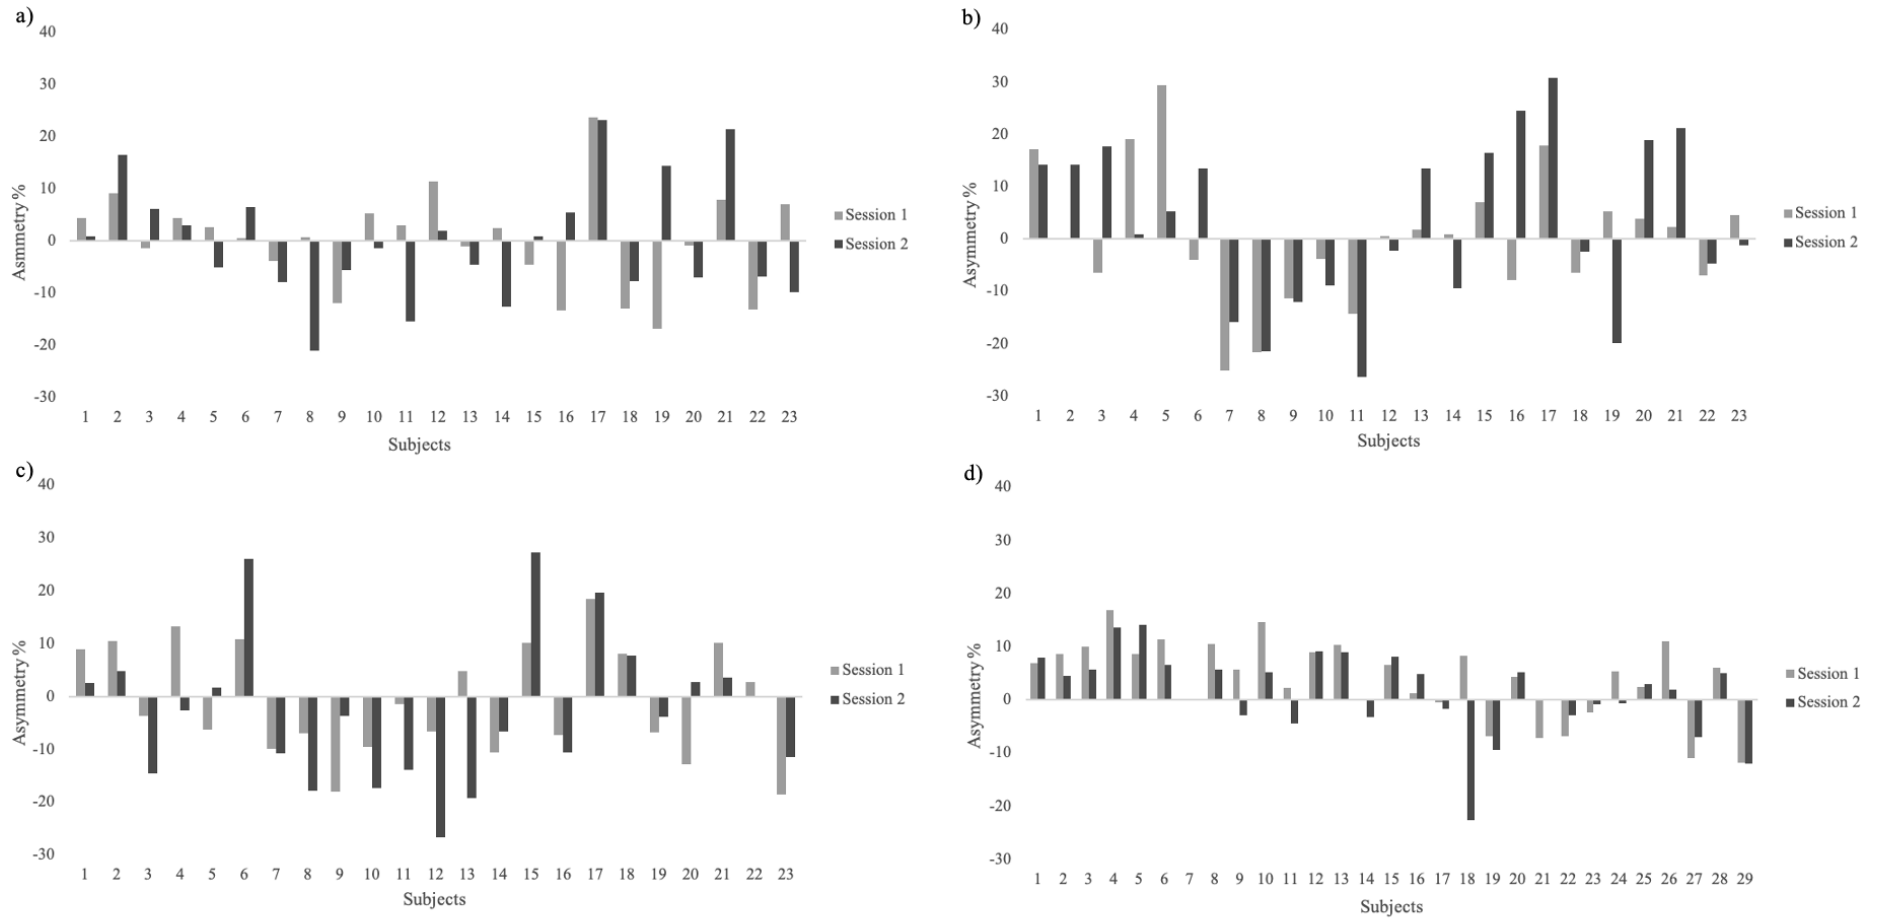 a)
40
30
20
10
0
-10
-20
-30
Asmmetry %
1 2 3 4 5 6 7 8 9 10 11 12 13 14 15 16 17 18 19 20 21 22 23
Subjects
Session 1
Session 2
b)
40
30
20
10
0
-10
-20
-30
Asymmetry %
1 2 3 4 5 6 7 8 9 10 11 12 13 14 15 16 17 18 19 20 21 22 23
Subjects
Session 1
Session 2
c)
40
30
20
10
0
-10
-20
-30
Asymmetry %
1 2 3 4 5 6 7 8 9 10 11 12 13 14 15 16 17 18 19 20 21 22 23
Subjects
Session 1
Session 2
d)
40
30
20
10
0
-10
-20
-30
Asymmetry %
1 2 3 4 5 6 7 8 9 10 11 12 13 14 15 16 17 18 19 20 21 22 23 24 25 26 27 28 29
Subjects
Session 1
Session 2